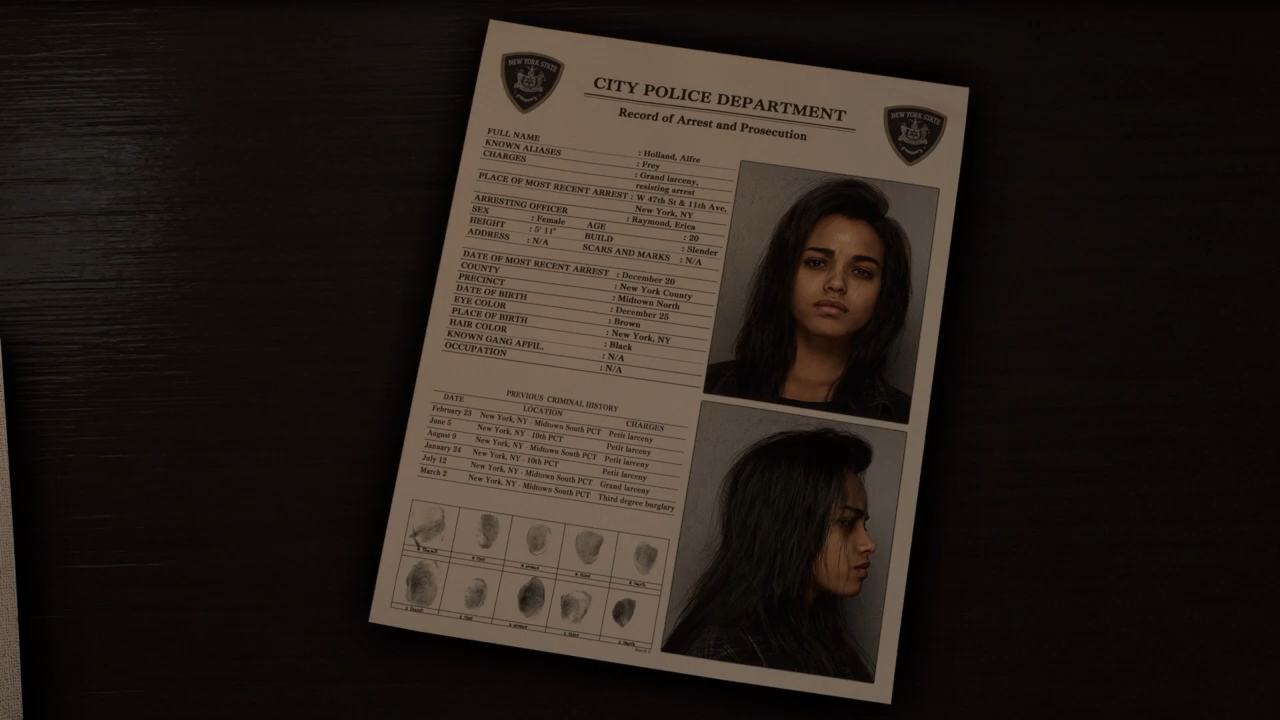 NEW YORK STATE
CITY POLICE DEPARTMENT
NEW YORK STATE
Record of Arrest and Prosecution
FULL NAME : Holland, Alfre
KNOWN ALIASES : Frey
CHARGES : Grand larceny,
resisting arrest
PLACE OF MOST RECENT ARREST : W 47th St & 11th Ave,
New York, NY
ARRESTING OFFICER : Raymond, Erica
SEX : Female AGE : 20
HEIGHT : 5' 11" BUILD : Slender
ADDRESS : N/A SCARS AND MARKS : N/A
DATE OF MOST RECENT ARREST : December 20
COUNTY : New York County
PRECINCT : Midtown North
DATE OF BIRTH : December 25
EYE COLOR : Brown
PLACE OF BIRTH : New York, NY
HAIR COLOR : Black
KNOWN GANG AFFIL. : N/A
OCCUPATION : N/A
PREVIOUS CRIMINAL HISTORY
DATE LOCATION CHARGES
February 23 New York, NY - Midtown South PCT Petit larceny
June 5 New York, NY - 10th PCT Petit larceny
August 9 New York, NY - Midtown South PCT Petit larceny
January 24 New York, NY - 10th PCT Petit larceny
July 12 New York, NY - Midtown South PCT Grand larceny
March 2 New York, NY - Midtown South PCT Third degree burglary